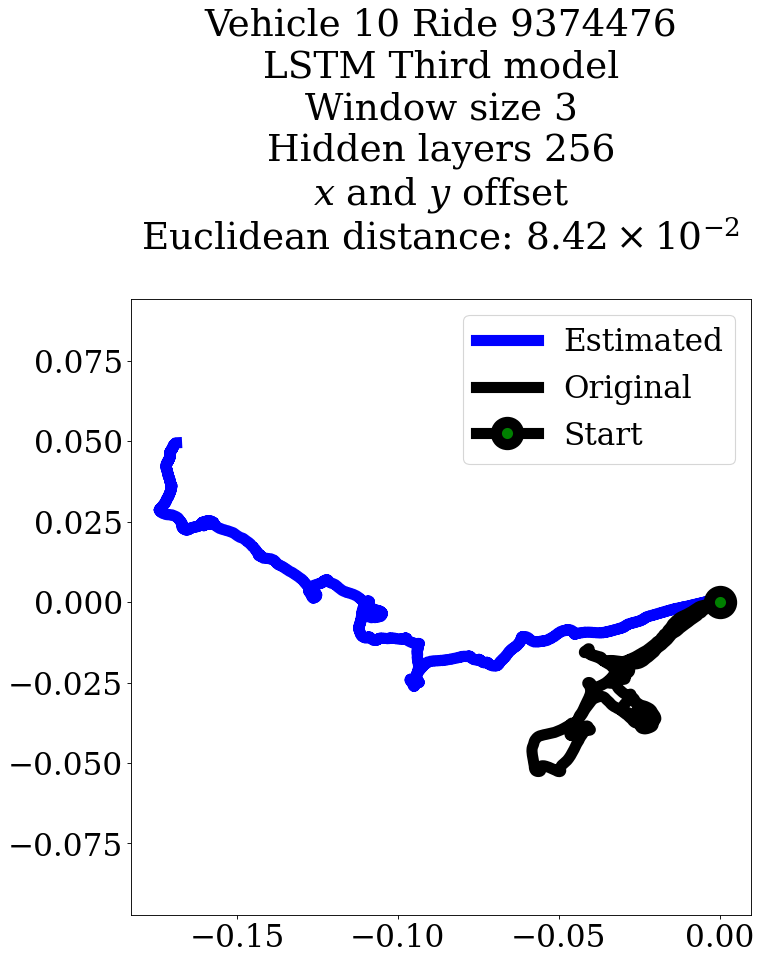 Vehicle 10 Ride 9374476
LSTM Third model
Window size 3
Hidden layers 256
x and y offset
Euclidean distance: 8.42 × 10⁻²
Estimated
Original
Start
0.075
0.050
0.025
0.000
−0.025
−0.050
−0.075
−0.15 −0.10 −0.05 0.00